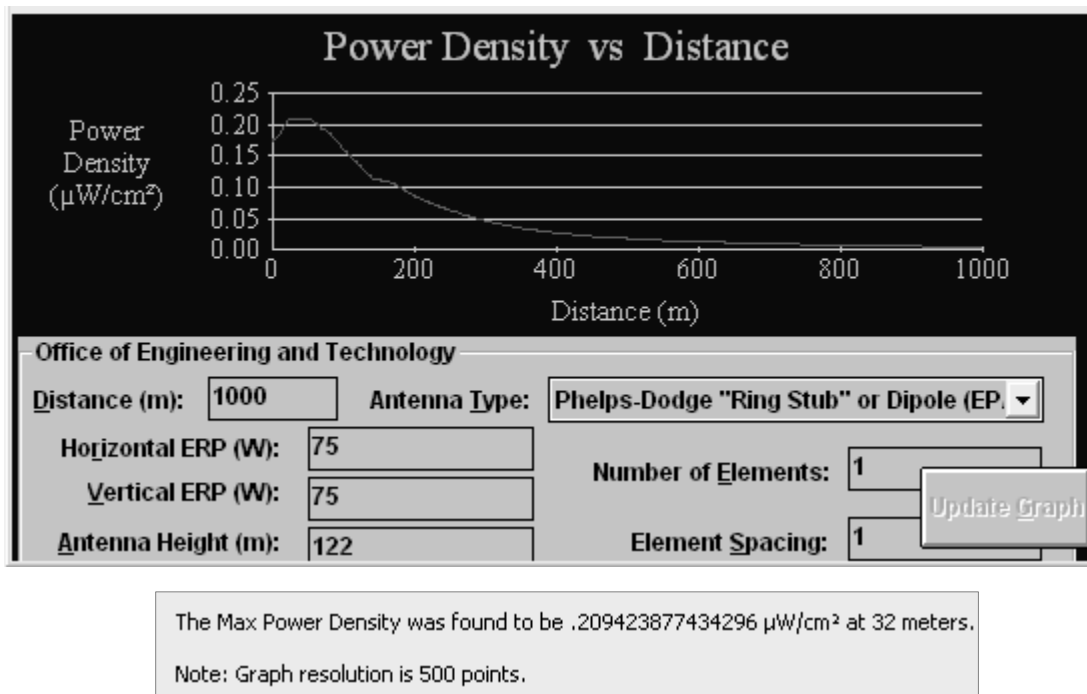 Power Density vs Distance
Power
Density
(µW/cm²)
0.25
0.20
0.15
0.10
0.05
0.00
0 200 400 600 800 1000
Distance (m)
Office of Engineering and Technology
Distance (m): 1000 Antenna Type: Phelps-Dodge "Ring Stub" or Dipole (EP.
Horizontal ERP (W): 75
Number of Elements: 1
Vertical ERP (W): 75
Update Graph
Antenna Height (m): 122 Element Spacing: 1
The Max Power Density was found to be .209423877434296 µW/cm² at 32 meters.
Note: Graph resolution is 500 points.